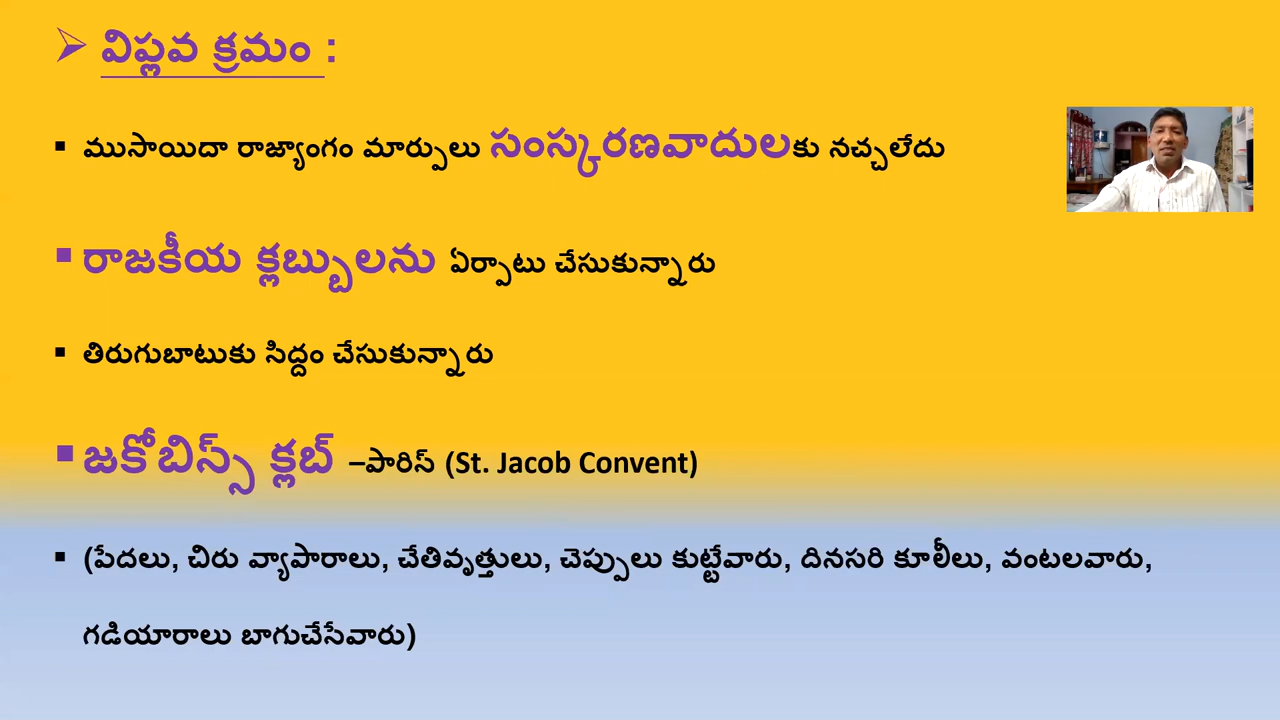 ➢ విప్లవ క్రమం :
▪ ముసాయిదా రాజ్యాంగం మార్పులు సంస్కరణవాదులకు నచ్చలేదు
▪ రాజకీయ క్లబ్బులను ఏర్పాటు చేసుకున్నారు
▪ తిరుగుబాటుకు సిద్దం చేసుకున్నారు
▪ జకోబిన్స్ క్లబ్ –పారిస్ (St. Jacob Convent)
▪ (పేదలు, చిరు వ్యాపారాలు, చేతివృత్తులు, చెప్పులు కుట్టేవారు, దినసరి కూలీలు, వంటలవారు,
గడియారాలు బాగుచేసేవారు)